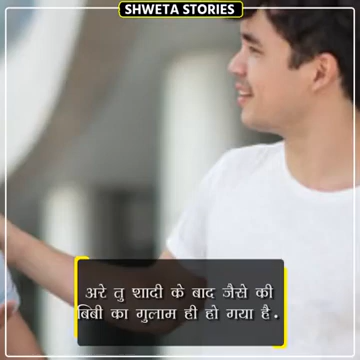 SHWETA STORIES
अरे तु शादी के बाद जैसे की
बिबी का गुलाम ही हो गया है.